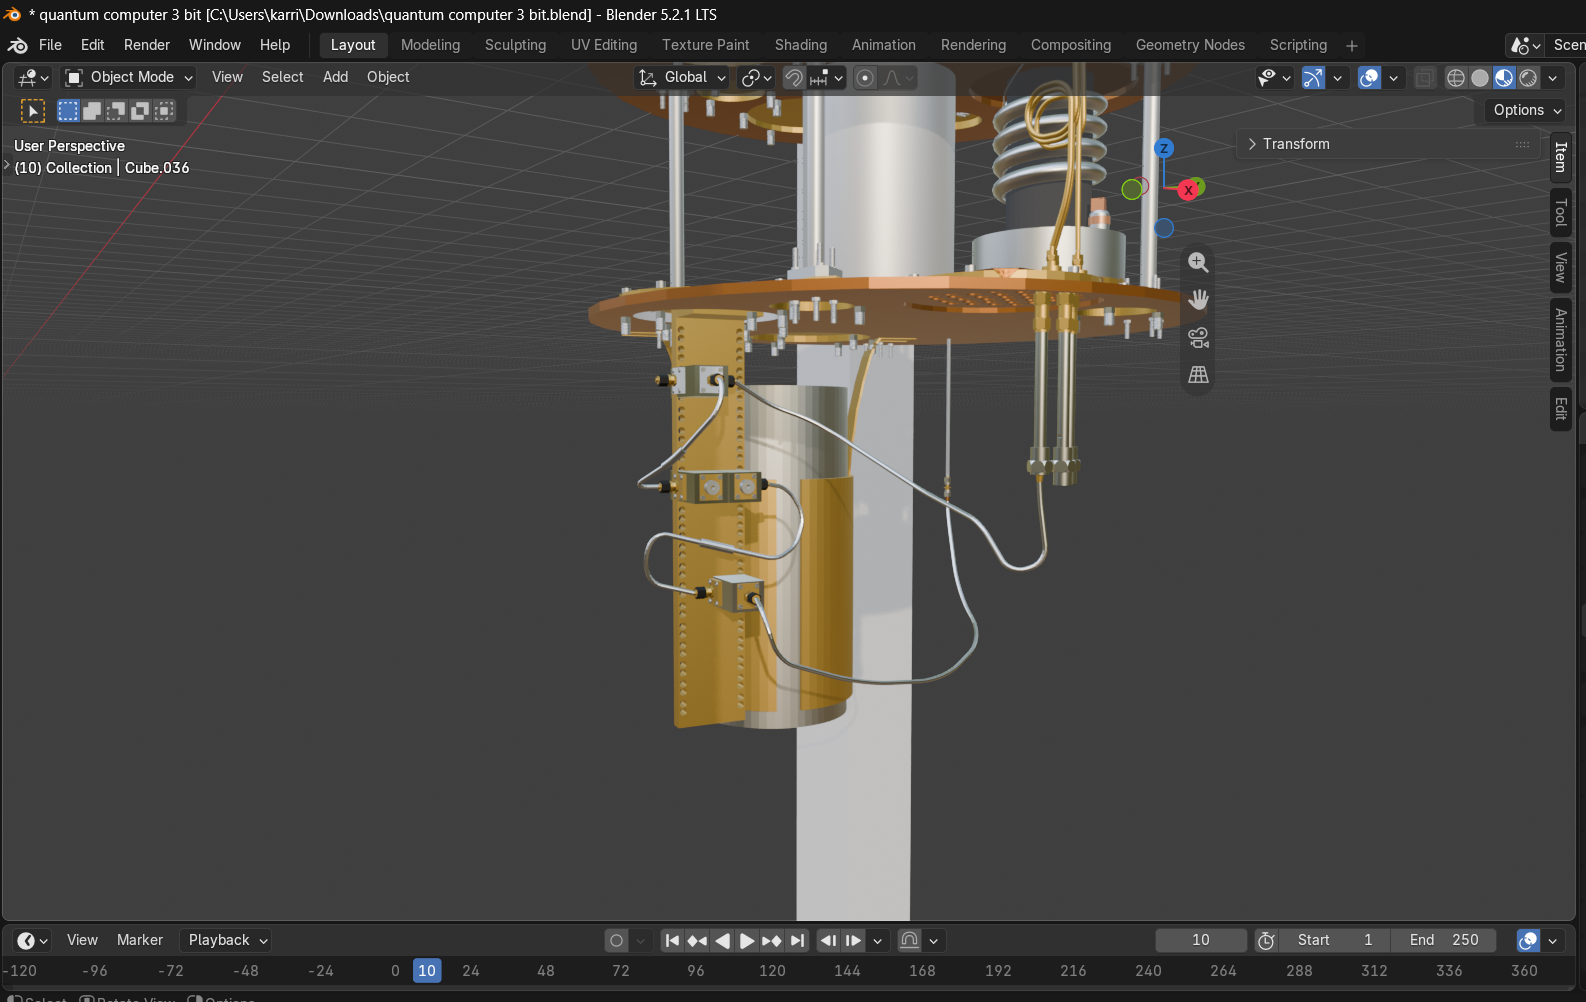 * quantum computer 3 bit [C:\Users\karri\Downloads\quantum computer 3 bit.blend] - Blender 5.2.1 LTS
File Edit Render Window Help Layout Modeling Sculpting UV Editing Texture Paint Shading Animation Rendering Compositing Geometry Nodes Scripting + Scen
Object Mode View Select Add Object Global
Options
User Perspective
(10) Collection | Cube.036
Transform
Z
X
Item
Tool
View
Animation
Edit
View Marker Playback 10 Start 1 End 250
-120 -96 -72 -48 -24 0 10 24 48 72 96 120 144 168 192 216 240 264 288 312 336 360
Select Rotate View Options